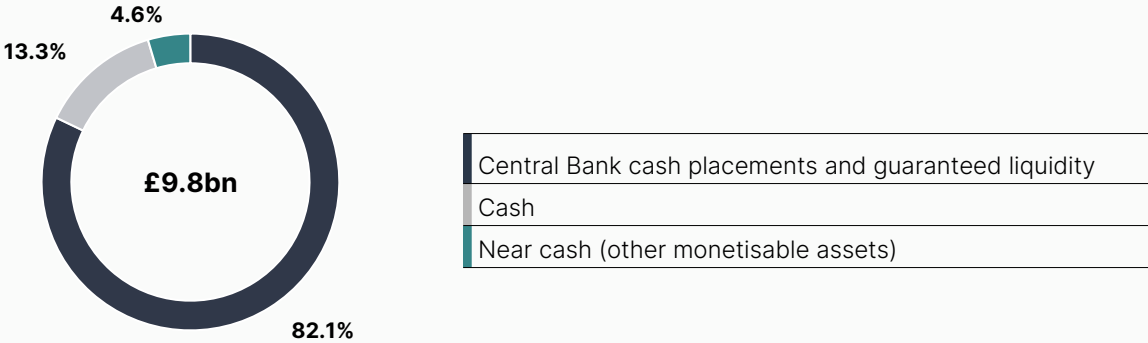 4.6%
13.3%
£9.8bn
82.1%
Central Bank cash placements and guaranteed liquidity
Cash
Near cash (other monetisable assets)